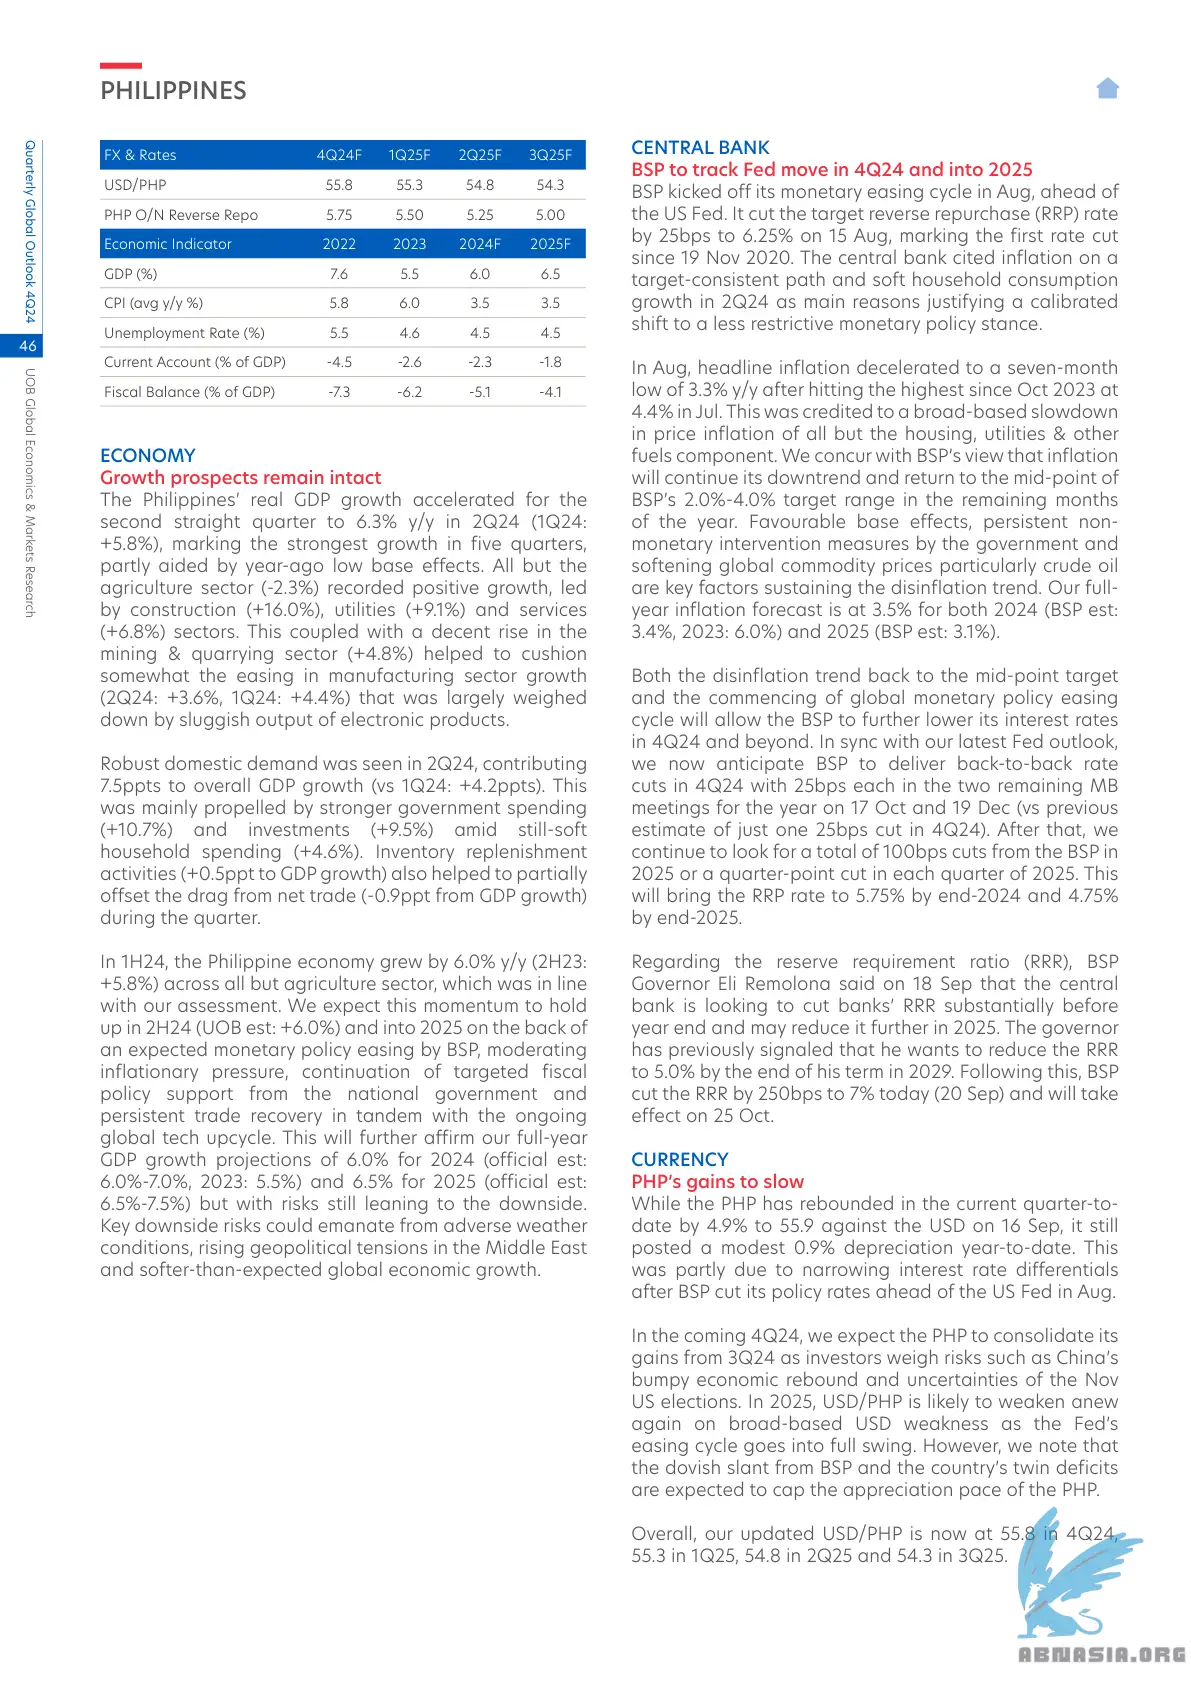 PHILIPPINES
Quarterly Global Outlook 4Q24
46
UOB Global Economics & Markets Research
FX & Rates 4Q24F 1Q25F 2Q25F 3Q25F
USD/PHP 55.8 55.3 54.8 54.3
PHP O/N Reverse Repo 5.75 5.50 5.25 5.00
Economic Indicator 2022 2023 2024F 2025F
GDP (%) 7.6 5.5 6.0 6.5
CPI (avg y/y %) 5.8 6.0 3.5 3.5
Unemployment Rate (%) 5.5 4.6 4.5 4.5
Current Account (% of GDP) -4.5 -2.6 -2.3 -1.8
Fiscal Balance (% of GDP) -7.3 -6.2 -5.1 -4.1
ECONOMY
Growth prospects remain intact
The Philippines’ real GDP growth accelerated for the
second straight quarter to 6.3% y/y in 2Q24 (1Q24:
+5.8%), marking the strongest growth in five quarters,
partly aided by year-ago low base effects. All but the
agriculture sector (-2.3%) recorded positive growth, led
by construction (+16.0%), utilities (+9.1%) and services
(+6.8%) sectors. This coupled with a decent rise in the
mining & quarrying sector (+4.8%) helped to cushion
somewhat the easing in manufacturing sector growth
(2Q24: +3.6%, 1Q24: +4.4%) that was largely weighed
down by sluggish output of electronic products.
Robust domestic demand was seen in 2Q24, contributing
7.5ppts to overall GDP growth (vs 1Q24: +4.2ppts). This
was mainly propelled by stronger government spending
(+10.7%) and investments (+9.5%) amid still-soft
household spending (+4.6%). Inventory replenishment
activities (+0.5ppt to GDP growth) also helped to partially
offset the drag from net trade (-0.9ppt from GDP growth)
during the quarter.
In 1H24, the Philippine economy grew by 6.0% y/y (2H23:
+5.8%) across all but agriculture sector, which was in line
with our assessment. We expect this momentum to hold
up in 2H24 (UOB est: +6.0%) and into 2025 on the back of
an expected monetary policy easing by BSP, moderating
inflationary pressure, continuation of targeted fiscal
policy support from the national government and
persistent trade recovery in tandem with the ongoing
global tech upcycle. This will further affirm our full-year
GDP growth projections of 6.0% for 2024 (official est:
6.0%-7.0%, 2023: 5.5%) and 6.5% for 2025 (official est:
6.5%-7.5%) but with risks still leaning to the downside.
Key downside risks could emanate from adverse weather
conditions, rising geopolitical tensions in the Middle East
and softer-than-expected global economic growth.
CENTRAL BANK
BSP to track Fed move in 4Q24 and into 2025
BSP kicked off its monetary easing cycle in Aug, ahead of
the US Fed. It cut the target reverse repurchase (RRP) rate
by 25bps to 6.25% on 15 Aug, marking the first rate cut
since 19 Nov 2020. The central bank cited inflation on a
target-consistent path and soft household consumption
growth in 2Q24 as main reasons justifying a calibrated
shift to a less restrictive monetary policy stance.
In Aug, headline inflation decelerated to a seven-month
low of 3.3% y/y after hitting the highest since Oct 2023 at
4.4% in Jul. This was credited to a broad-based slowdown
in price inflation of all but the housing, utilities & other
fuels component. We concur with BSP’s view that inflation
will continue its downtrend and return to the mid-point of
BSP’s 2.0%-4.0% target range in the remaining months
of the year. Favourable base effects, persistent non-
monetary intervention measures by the government and
softening global commodity prices particularly crude oil
are key factors sustaining the disinflation trend. Our full-
year inflation forecast is at 3.5% for both 2024 (BSP est:
3.4%, 2023: 6.0%) and 2025 (BSP est: 3.1%).
Both the disinflation trend back to the mid-point target
and the commencing of global monetary policy easing
cycle will allow the BSP to further lower its interest rates
in 4Q24 and beyond. In sync with our latest Fed outlook,
we now anticipate BSP to deliver back-to-back rate
cuts in 4Q24 with 25bps each in the two remaining MB
meetings for the year on 17 Oct and 19 Dec (vs previous
estimate of just one 25bps cut in 4Q24). After that, we
continue to look for a total of 100bps cuts from the BSP in
2025 or a quarter-point cut in each quarter of 2025. This
will bring the RRP rate to 5.75% by end-2024 and 4.75%
by end-2025.
Regarding the reserve requirement ratio (RRR), BSP
Governor Eli Remolona said on 18 Sep that the central
bank is looking to cut banks’ RRR substantially before
year end and may reduce it further in 2025. The governor
has previously signaled that he wants to reduce the RRR
to 5.0% by the end of his term in 2029. Following this, BSP
cut the RRR by 250bps to 7% today (20 Sep) and will take
effect on 25 Oct.
CURRENCY
PHP’s gains to slow
While the PHP has rebounded in the current quarter-to-
date by 4.9% to 55.9 against the USD on 16 Sep, it still
posted a modest 0.9% depreciation year-to-date. This
was partly due to narrowing interest rate differentials
after BSP cut its policy rates ahead of the US Fed in Aug.
In the coming 4Q24, we expect the PHP to consolidate its
gains from 3Q24 as investors weigh risks such as China’s
bumpy economic rebound and uncertainties of the Nov
US elections. In 2025, USD/PHP is likely to weaken anew
again on broad-based USD weakness as the Fed’s
easing cycle goes into full swing. However, we note that
the dovish slant from BSP and the country’s twin deficits
are expected to cap the appreciation pace of the PHP.
Overall, our updated USD/PHP is now at 55.8 in 4Q24,
55.3 in 1Q25, 54.8 in 2Q25 and 54.3 in 3Q25.
ABNASIA.ORG